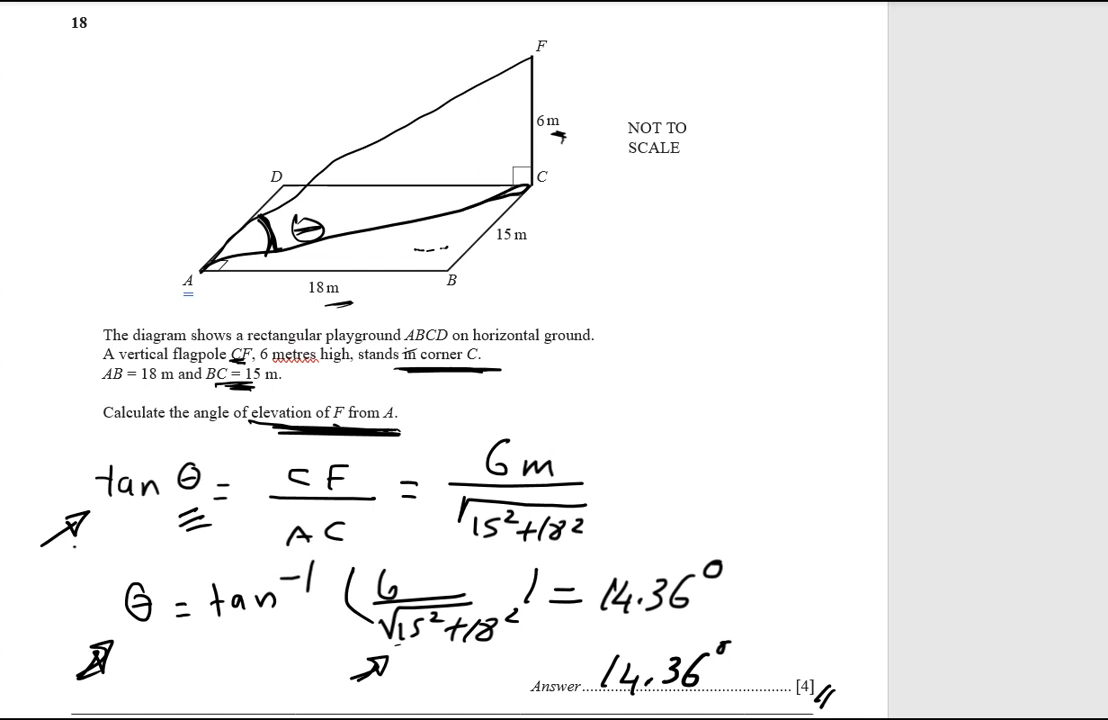 18
F
6 m
NOT TO
SCALE
D
C
θ
15 m
A
B
18 m
The diagram shows a rectangular playground ABCD on horizontal ground.
A vertical flagpole CF, 6 metres high, stands in corner C.
AB = 18 m and BC = 15 m.
Calculate the angle of elevation of F from A.
tan θ = CF / AC = 6 m / √15²+18²
θ = tan⁻¹ (6 / √15²+18²) = 14.36°
Answer.... 14.36° .... [4]